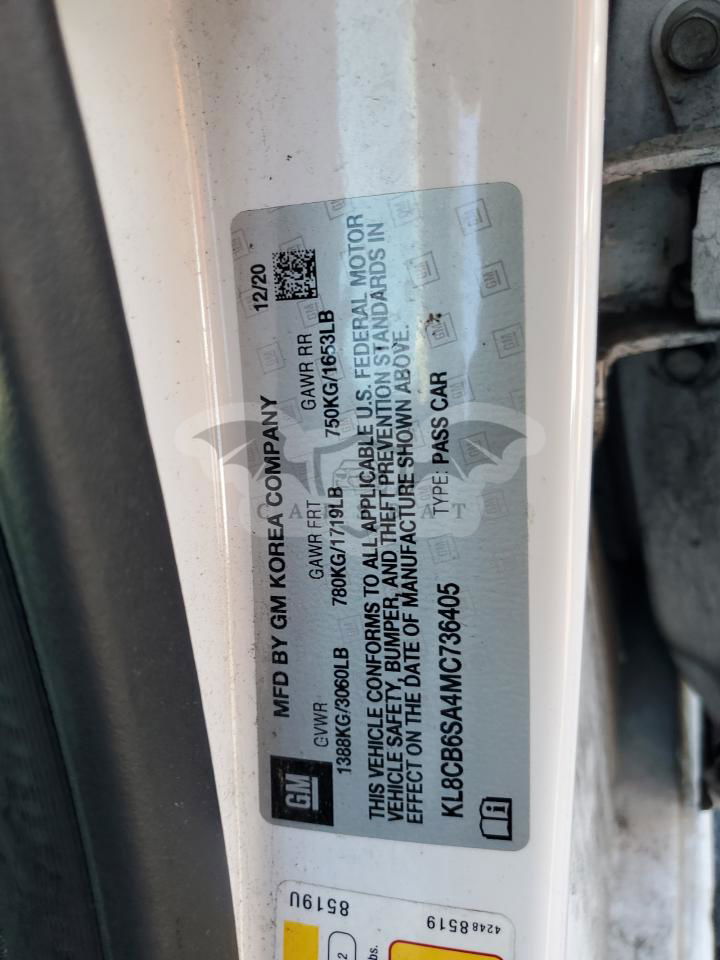 MFD BY GM KOREA COMPANY 12/20
GM
GVWR GAWR FRT GAWR RR
1388KG/3060LB 780KG/1719LB 750KG/1653LB
THIS VEHICLE CONFORMS TO ALL APPLICABLE U.S. FEDERAL MOTOR
VEHICLE SAFETY, BUMPER, AND THEFT PREVENTION STANDARDS IN
EFFECT ON THE DATE OF MANUFACTURE SHOWN ABOVE.
KL8CB6SA4MC736405 TYPE: PASS CAR
8519U
4248 8519